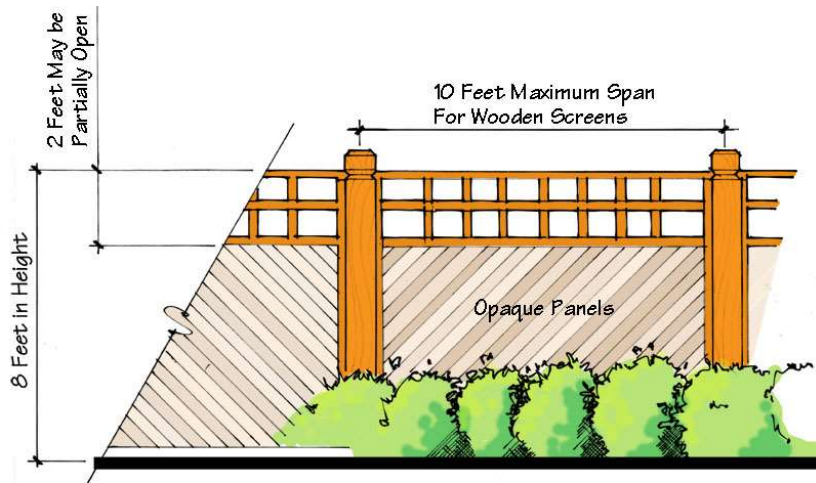 2 Feet May be
Partially Open
10 Feet Maximum Span
For Wooden Screens
8 Feet in Height
Opaque Panels